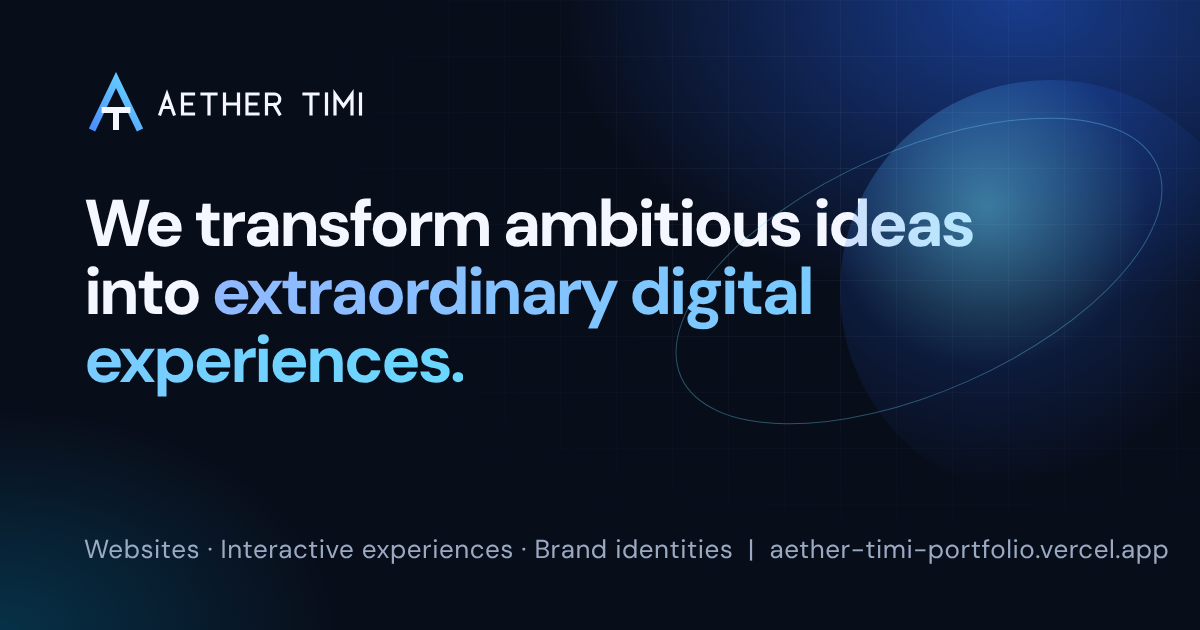 AETHER TIMI
We transform ambitious ideas
into extraordinary digital
experiences.
Websites · Interactive experiences · Brand identities | aether-timi-portfolio.vercel.app